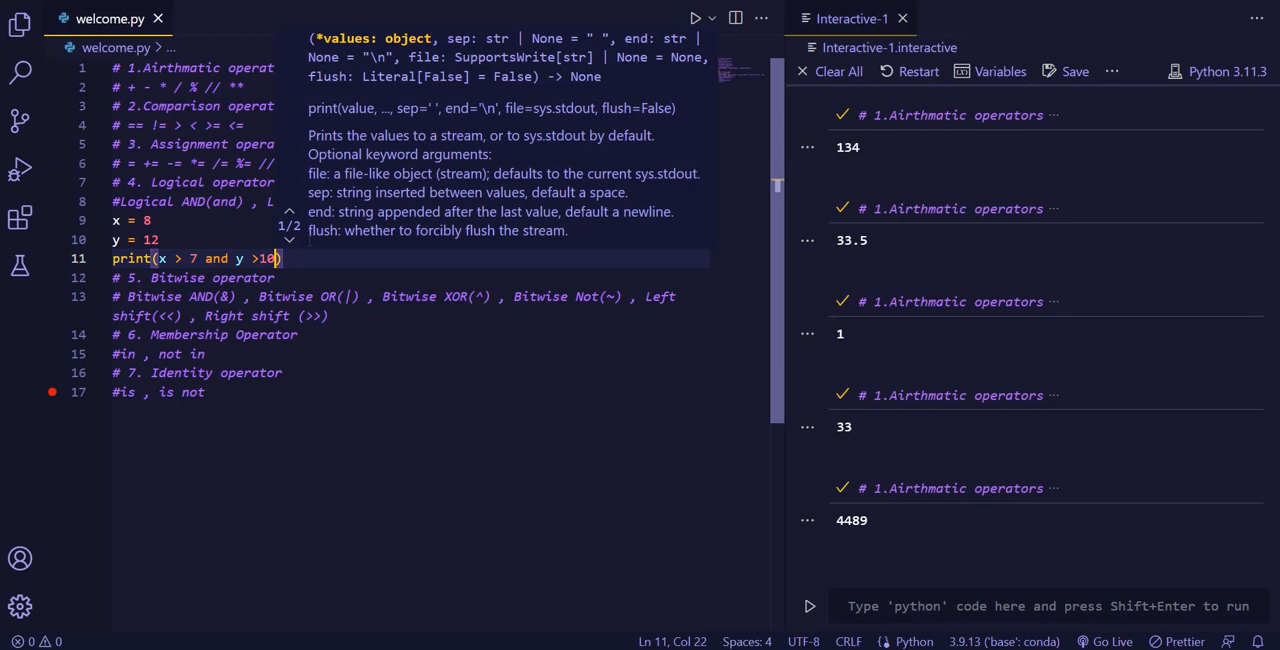 welcome.py
Interactive-1
welcome.py > ...
Interactive-1.interactive
Clear All Restart Variables Save ··· Python 3.11.3
1 # 1.Airthmatic operat
2 # + - * / % // **
3 # 2.Comparison operat
4 # == != > < >= <=
5 # 3. Assignment opera
6 # = += -= *= /= %= //
7 # 4. Logical operator
8 #Logical AND(and) , L
9 x = 8
10 y = 12
11 print(x > 7 and y >10)
12 # 5. Bitwise operator
13 # Bitwise AND(&) , Bitwise OR(|) , Bitwise XOR(^) , Bitwise Not(~) , Left
shift(<<) , Right shift (>>)
14 # 6. Membership Operator
15 #in , not in
16 # 7. Identity operator
17 #is , is not
(*values: object, sep: str | None = " ", end: str |
None = "\n", file: SupportsWrite[str] | None = None,
flush: Literal[False] = False) -> None
print(value, ..., sep=' ', end='\n', file=sys.stdout, flush=False)
Prints the values to a stream, or to sys.stdout by default.
Optional keyword arguments:
file: a file-like object (stream); defaults to the current sys.stdout.
sep: string inserted between values, default a space.
end: string appended after the last value, default a newline.
1/2
flush: whether to forcibly flush the stream.
# 1.Airthmatic operators ···
134
# 1.Airthmatic operators ···
33.5
# 1.Airthmatic operators ···
1
# 1.Airthmatic operators ···
33
# 1.Airthmatic operators ···
4489
Type 'python' code here and press Shift+Enter to run
0 0 Ln 11, Col 22 Spaces: 4 UTF-8 CRLF Python 3.9.13 ('base': conda) Go Live Prettier